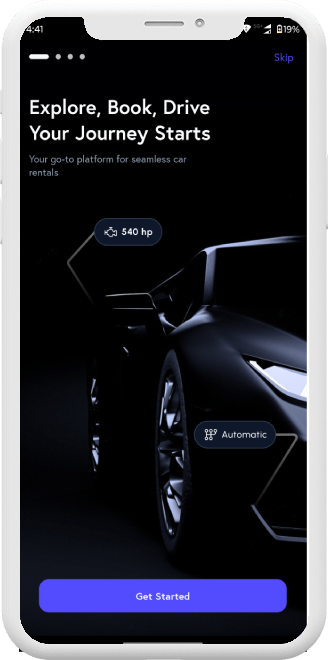 4:41
19%
Skip
Explore, Book, Drive
Your Journey Starts
Your go-to platform for seamless car
rentals
540 hp
Automatic
Get Started